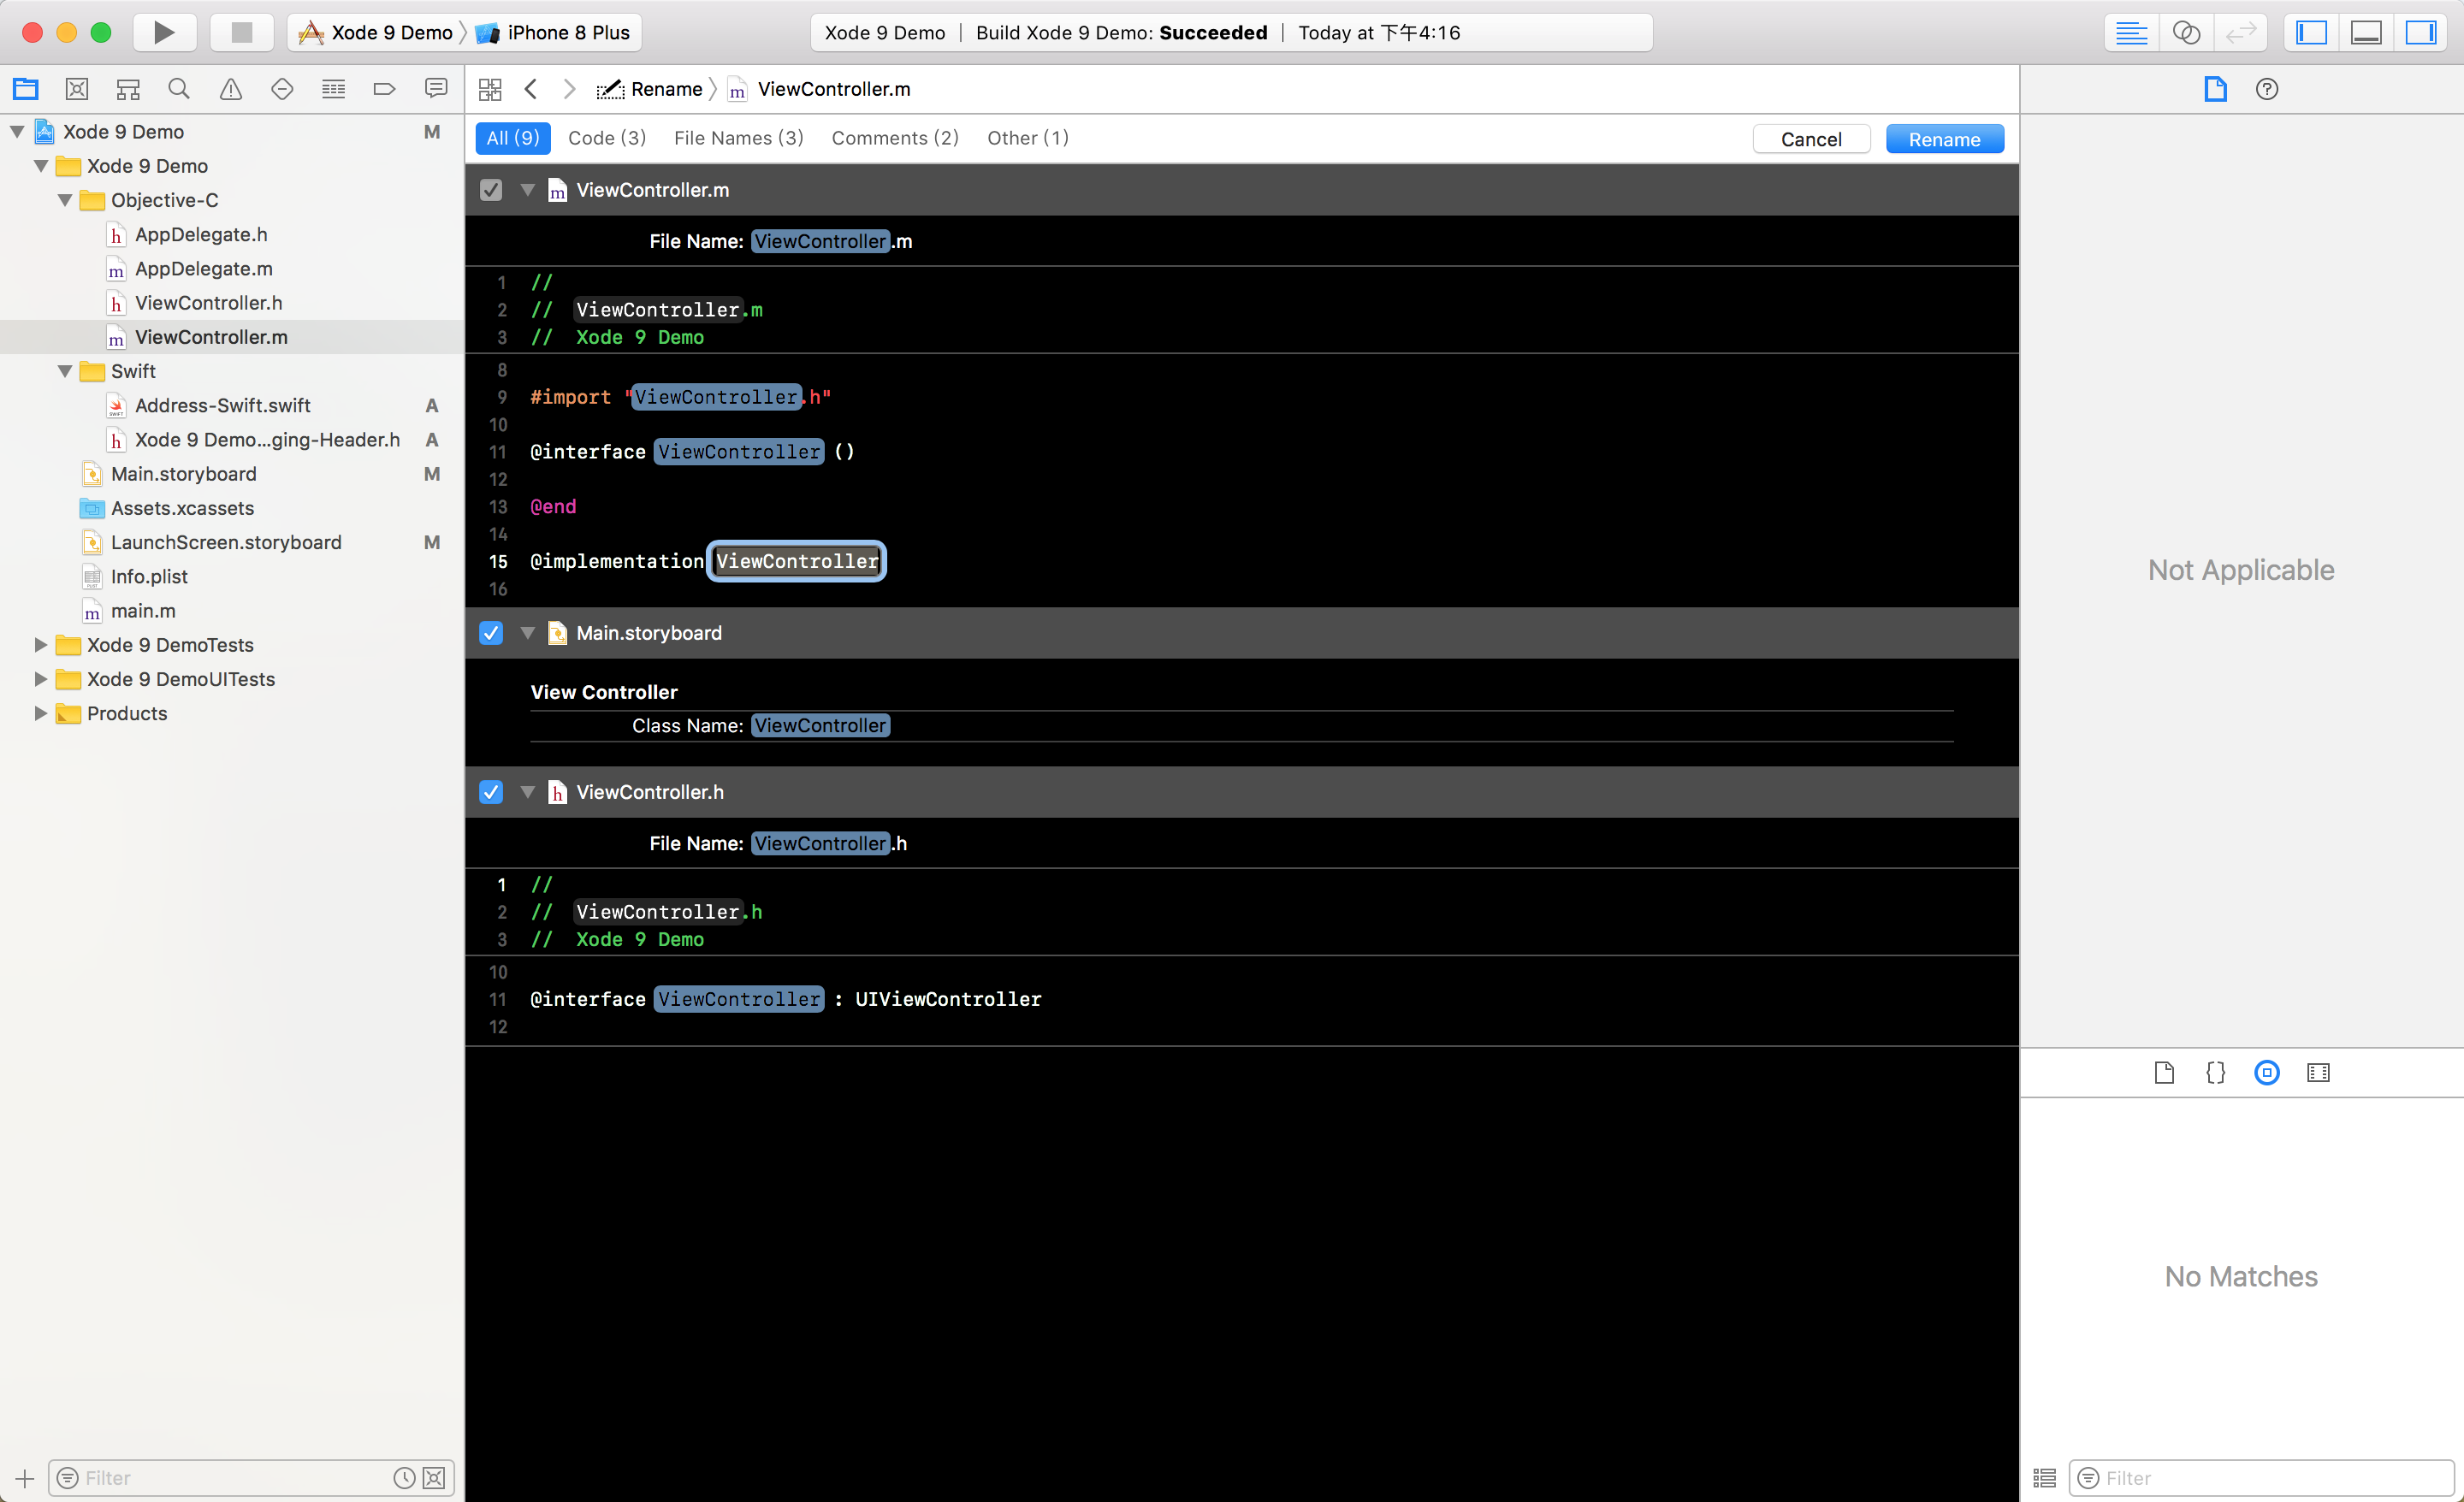 Xode 9 Demo iPhone 8 Plus Xode 9 Demo | Build Xode 9 Demo: Succeeded | Today at 下午4:16
Rename ViewController.m
All (9) Code (3) File Names (3) Comments (2) Other (1) Cancel Rename
Xode 9 Demo M
Xode 9 Demo
Objective-C
h AppDelegate.h
m AppDelegate.m
h ViewController.h
m ViewController.m
Swift
Address-Swift.swift A
h Xode 9 Demo...ging-Header.h A
Main.storyboard M
Assets.xcassets
LaunchScreen.storyboard M
Info.plist
m main.m
Xode 9 DemoTests
Xode 9 DemoUITests
Products
Filter
m ViewController.m
File Name: ViewController.m
1 //
2 // ViewController.m
3 // Xode 9 Demo
8
9 #import "ViewController.h"
10
11 @interface ViewController ()
12
13 @end
14
15 @implementation ViewController
16
Main.storyboard
View Controller
Class Name: ViewController
h ViewController.h
File Name: ViewController.h
1 //
2 // ViewController.h
3 // Xode 9 Demo
10
11 @interface ViewController : UIViewController
12
Not Applicable
{}
No Matches
Filter